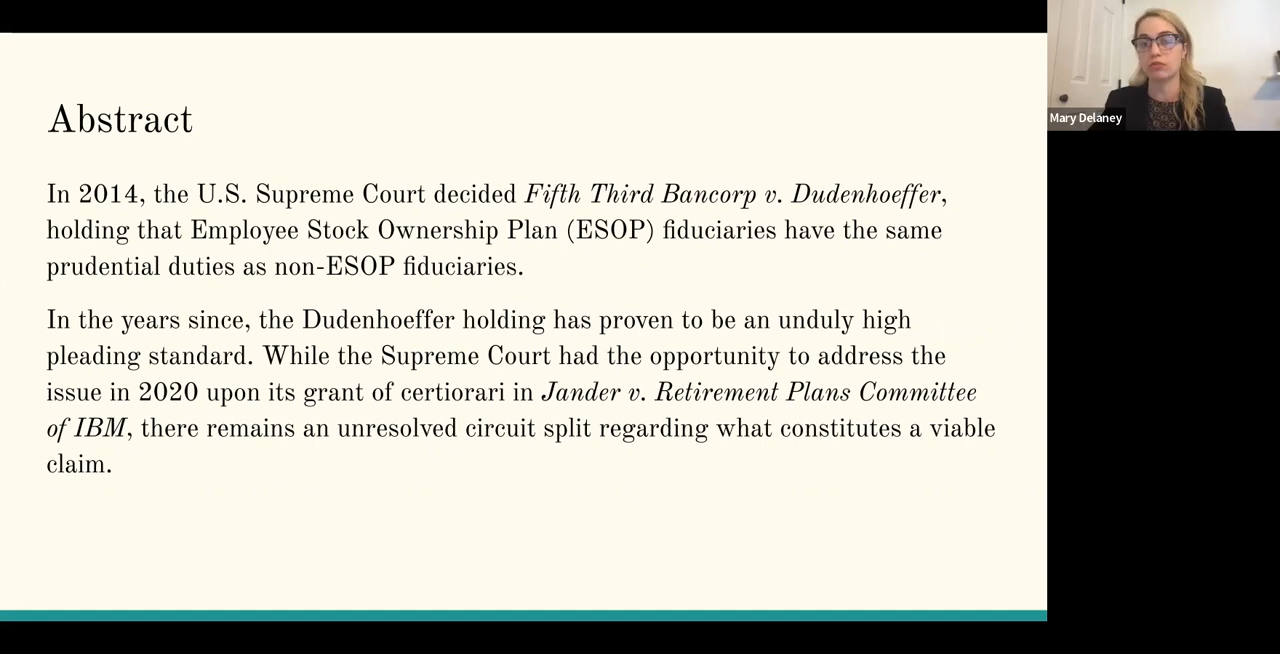 Abstract
In 2014, the U.S. Supreme Court decided Fifth Third Bancorp v. Dudenhoeffer,
holding that Employee Stock Ownership Plan (ESOP) fiduciaries have the same
prudential duties as non-ESOP fiduciaries.
In the years since, the Dudenhoeffer holding has proven to be an unduly high
pleading standard. While the Supreme Court had the opportunity to address the
issue in 2020 upon its grant of certiorari in Jander v. Retirement Plans Committee
of IBM, there remains an unresolved circuit split regarding what constitutes a viable
claim.
Mary Delaney